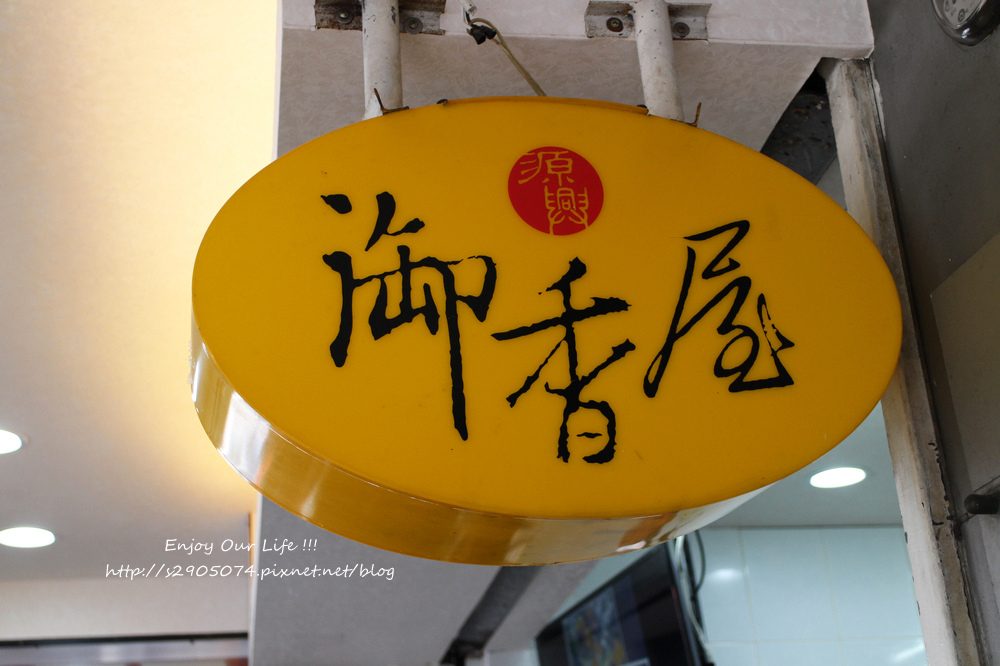 源興
御香屋
Enjoy Our Life !!!
http://s2905074.pixnet.net/blog